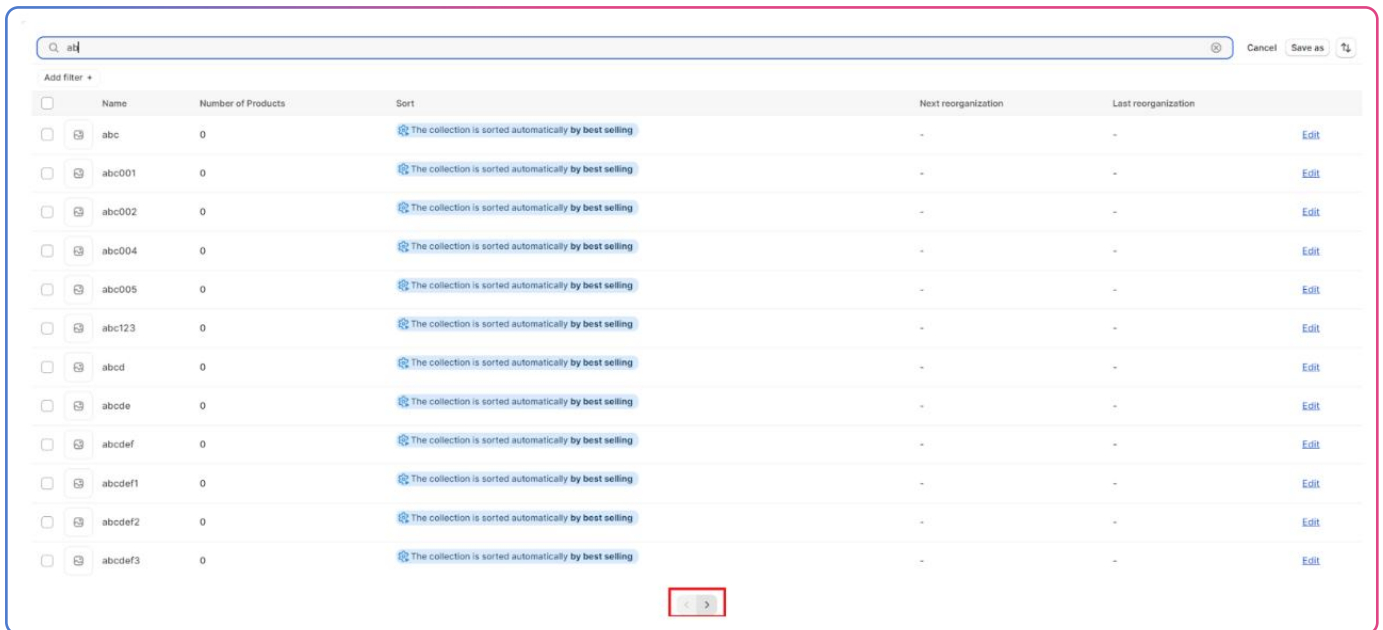 ab
Cancel Save as
Add filter +
Name Number of Products Sort Next reorganization Last reorganization
abc 0 The collection is sorted automatically by best selling - - Edit
abc001 0 The collection is sorted automatically by best selling - - Edit
abc002 0 The collection is sorted automatically by best selling - - Edit
abc004 0 The collection is sorted automatically by best selling - - Edit
abc005 0 The collection is sorted automatically by best selling - - Edit
abc123 0 The collection is sorted automatically by best selling - - Edit
abcd 0 The collection is sorted automatically by best selling - - Edit
abcde 0 The collection is sorted automatically by best selling - - Edit
abcdef 0 The collection is sorted automatically by best selling - - Edit
abcdef1 0 The collection is sorted automatically by best selling - - Edit
abcdef2 0 The collection is sorted automatically by best selling - - Edit
abcdef3 0 The collection is sorted automatically by best selling - - Edit